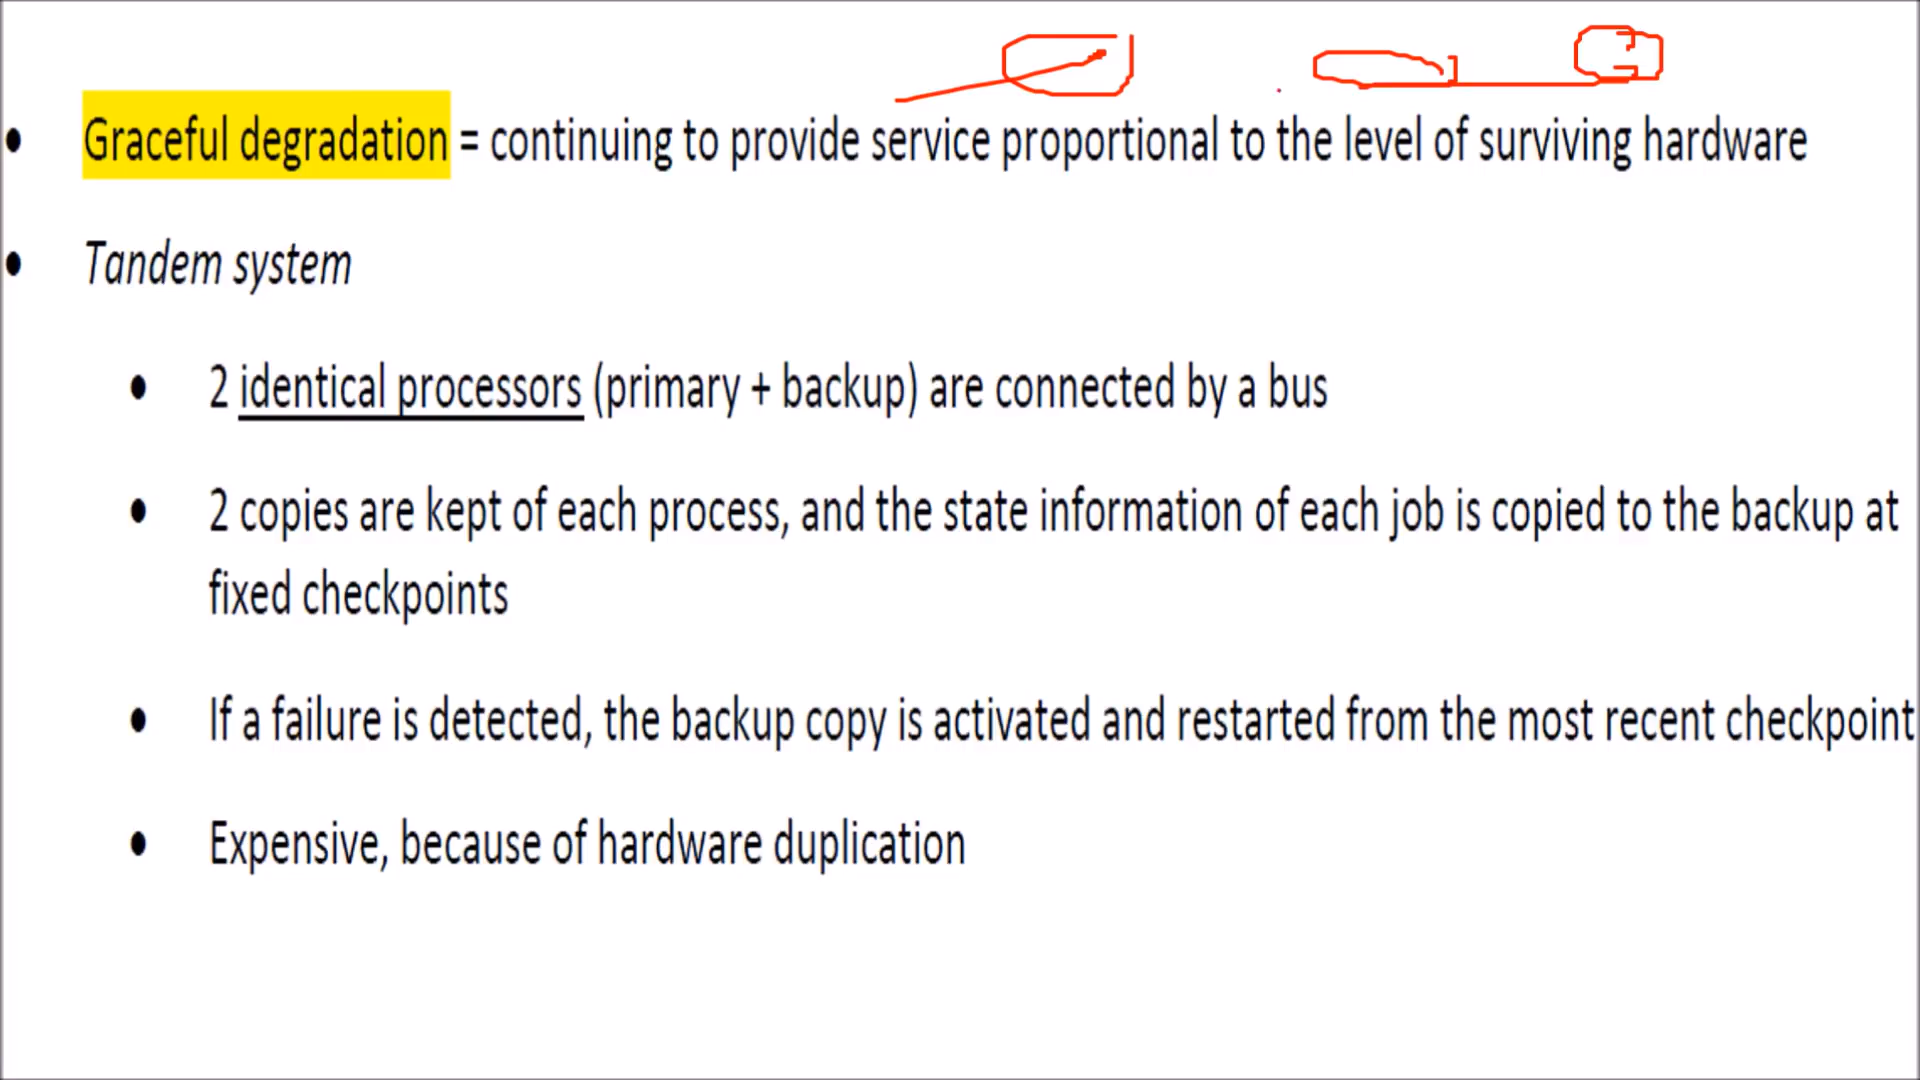 • Graceful degradation = continuing to provide service proportional to the level of surviving hardware
• Tandem system
• 2 identical processors (primary + backup) are connected by a bus
• 2 copies are kept of each process, and the state information of each job is copied to the backup at
fixed checkpoints
• If a failure is detected, the backup copy is activated and restarted from the most recent checkpoint
• Expensive, because of hardware duplication